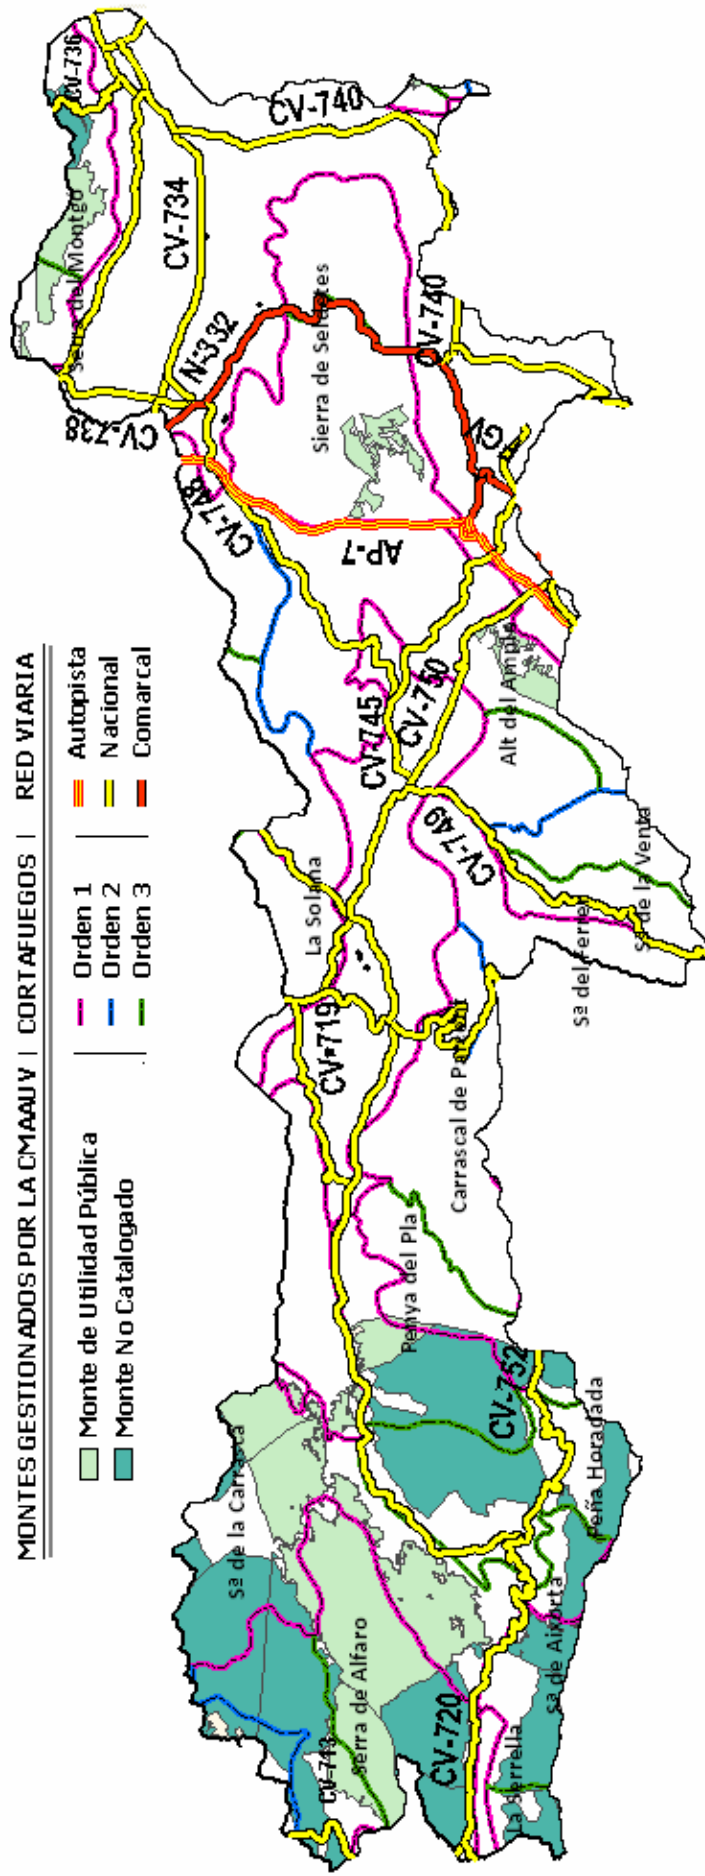 MONTES GESTIONADOS POR LA CMAAUV | CORTAFUEGOS | RED VIARIA
Monte de Utilidad Pública
Monte No Catalogado
Orden 1
Orden 2
Orden 3
Autopista
Nacional
Comarcal
CV-736
Serra del Montgó
CV-734
CV-740
CV-738
N-332
CV-748
Sierra de Seldetes
AP-7
CV-740
GV
CV-745
CV-750
Alt del Ample
CV-749
La Solana
Sª de la Venta
Sª del Ferrer
CV-719
Carrascal de Parcent
Penya del Pla
CV-752
Peña Horadada
Sª de la Carrasca
Serra de Alfaro
CV-713
CV-720
Sª de Aixorta
La Serrella